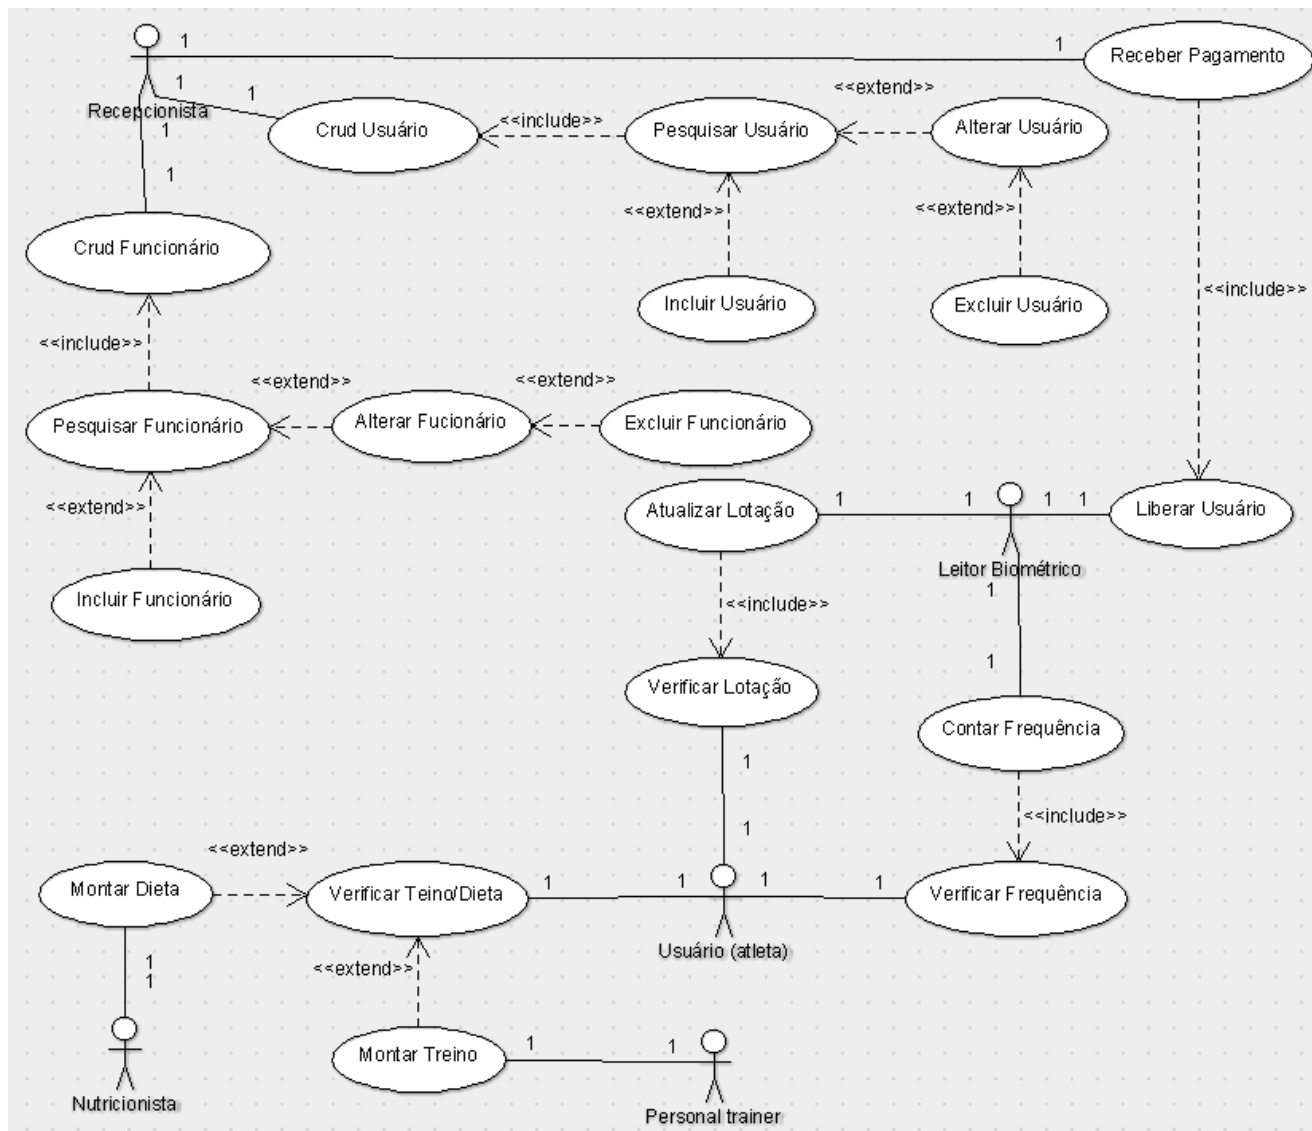 1
1
Receber Pagamento
Recepcionista
1
1
1
1
Crud Usuário
<<include>>
Pesquisar Usuário
<<extend>>
Alterar Usuário
<<extend>>
<<extend>>
Incluir Usuário
Excluir Usuário
<<include>>
Crud Funcionário
<<include>>
Pesquisar Funcionário
<<extend>>
Alterar Fucionário
<<extend>>
Excluir Funcionário
<<extend>>
Incluir Funcionário
Atualizar Lotação
1
1
1
1
Liberar Usuário
Leitor Biométrico
1
<<include>>
1
Verificar Lotação
Contar Frequência
1
<<include>>
1
Montar Dieta
<<extend>>
Verificar Teino/Dieta
1
1
1
1
Verificar Frequência
Usuário (atleta)
1
1
<<extend>>
Nutricionista
Montar Treino
1
1
Personal trainer